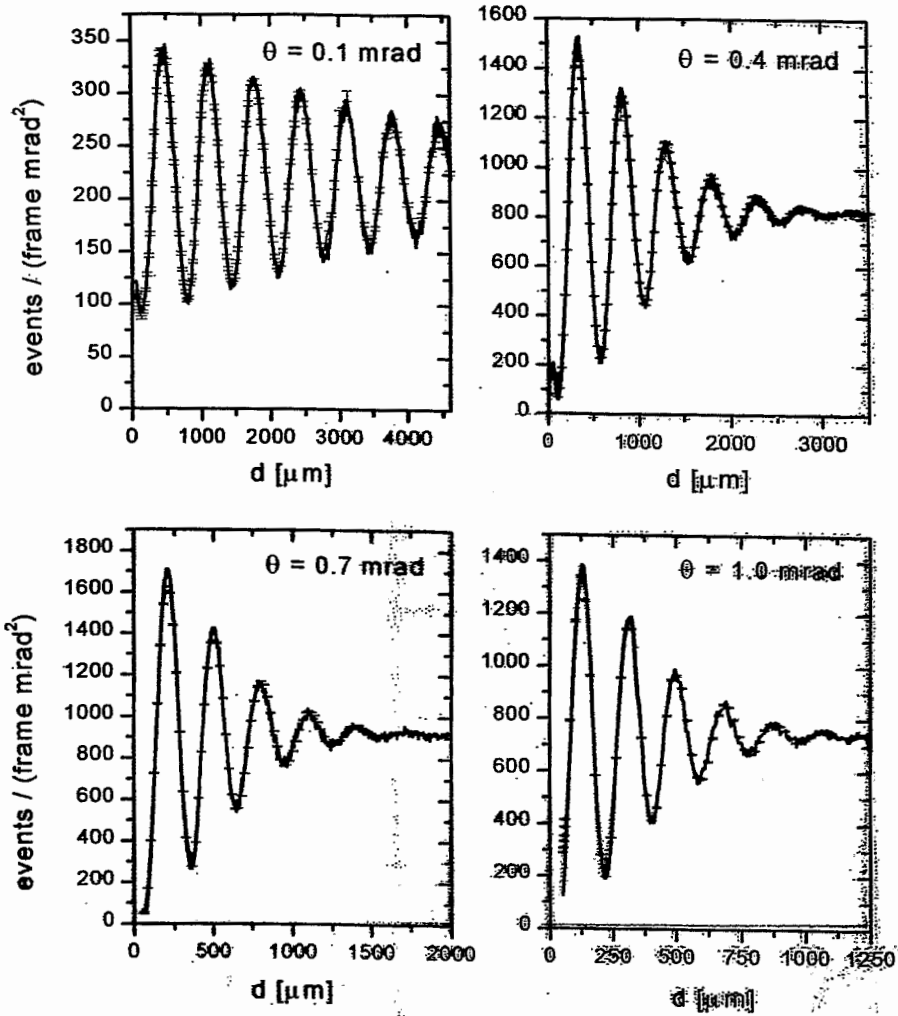 θ = 0.1 mrad
350
300
250
200
150
100
50
0
0 1000 2000 3000 4000
d [μm]
events / (frame mrad²)
θ = 0.4 mrad
1600
1400
1200
1000
800
600
400
200
0
0 1000 2000 3000
d [μm]
θ = 0.7 mrad
1800
1600
1400
1200
1000
800
600
400
200
0
0 500 1000 1500 2000
d [μm]
events / (frame mrad²)
θ = 1.0 mrad
1400
1200
1000
800
600
400
200
0
0 250 500 750 1000 1250
d [μm]